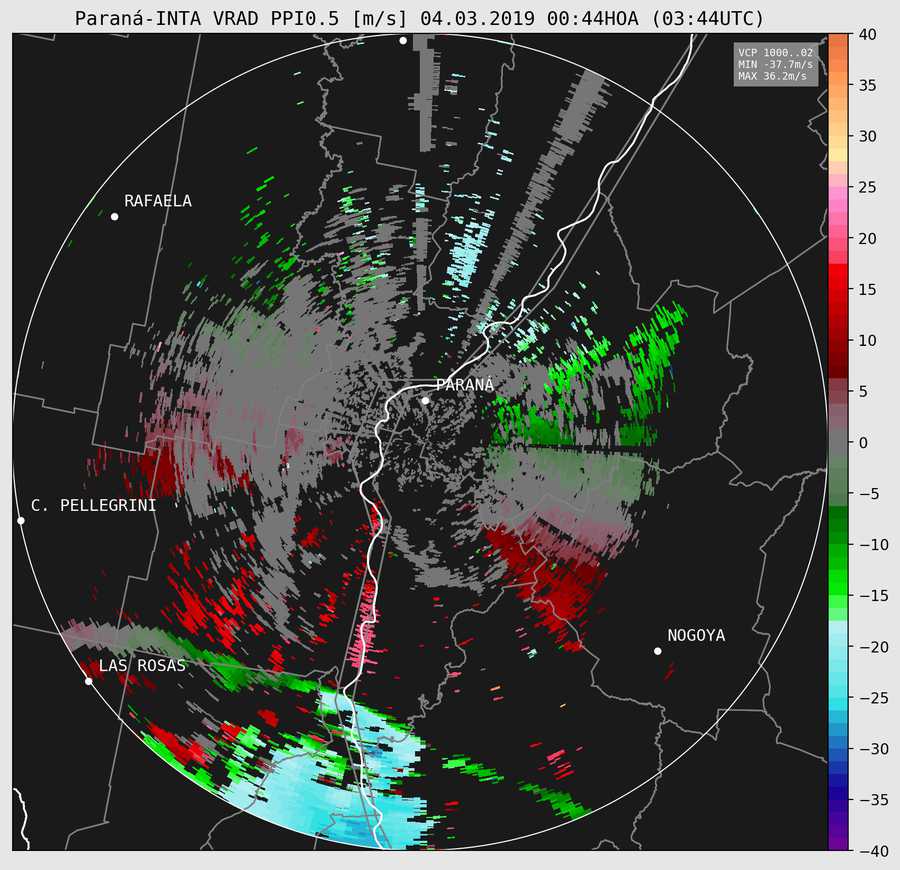 Paraná-INTA VRAD PPI0.5 [m/s] 04.03.2019 00:44HOA (03:44UTC)
VCP 1000..02
MIN -37.7m/s
MAX 36.2m/s
RAFAELA
PARANÁ
C. PELLEGRINI
NOGOYA
LAS ROSAS
40
35
30
25
20
15
10
5
0
−5
−10
−15
−20
−25
−30
−35
−40